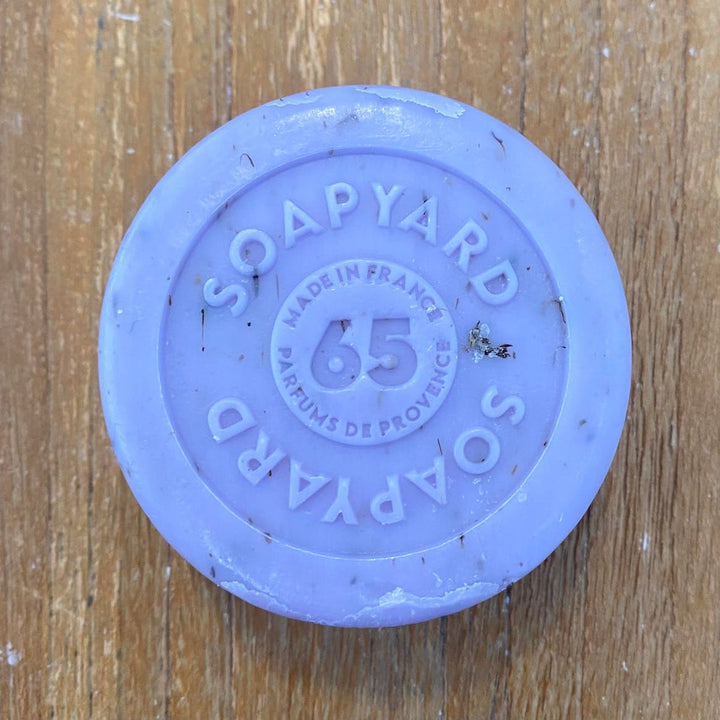 SOAPYARD
MADE IN FRANCE
65
PARFUMS DE PROVENCE
SOAPYARD